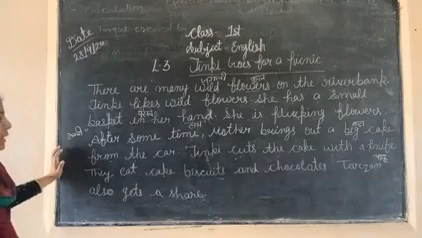 Date
28/9/20
Class - 1st
Subject - English
L-3 Tinki Goes for a picnic
जंगली फूल
There are many wild flowers on the riverbank.
Tinki likes wild flowers. She has a small
basket in her hand. She is plucking flowers.
After some time, Mother brings out a big cake
from the car. Tinki cuts the cake with a knife
They eat cake biscuits and chocolates Tarzan
also gets a share.